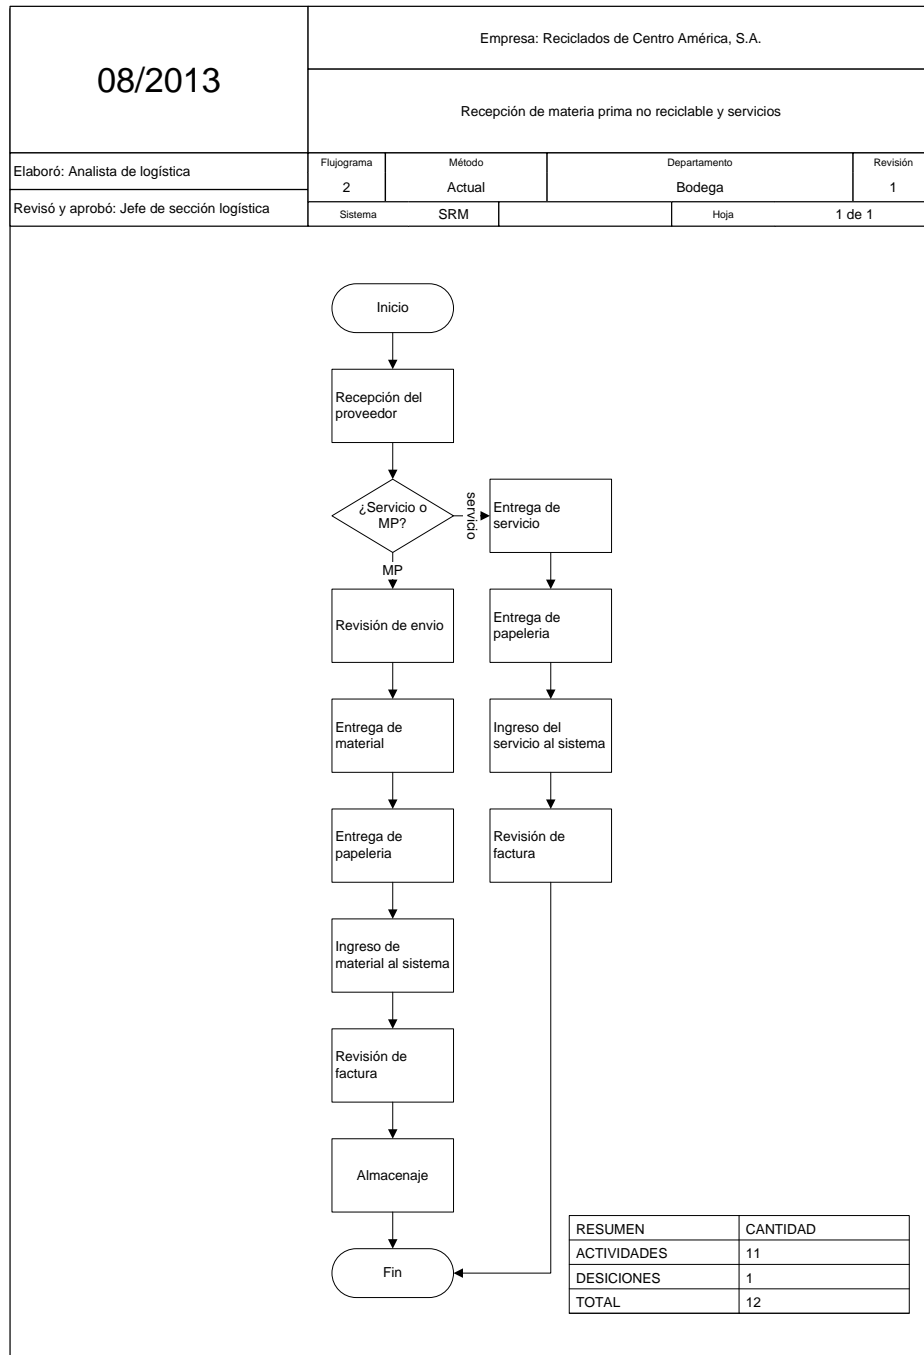 08/2013
Empresa: Reciclados de Centro América, S.A.
Recepción de materia prima no reciclable y servicios
Elaboró: Analista de logística
Revisó y aprobó: Jefe de sección logística
Flujograma
2
Método
Actual
Departamento
Bodega
Revisión
1
Sistema
SRM
Hoja
1 de 1
Inicio
Recepción del
proveedor
¿Servicio o
MP?
servicio
MP
Entrega de
servicio
Revisión de envio
Entrega de
papeleria
Entrega de
material
Ingreso del
servicio al sistema
Entrega de
papeleria
Revisión de
factura
Ingreso de
material al sistema
Revisión de
factura
Almacenaje
Fin
RESUMEN CANTIDAD
ACTIVIDADES 11
DESICIONES 1
TOTAL 12